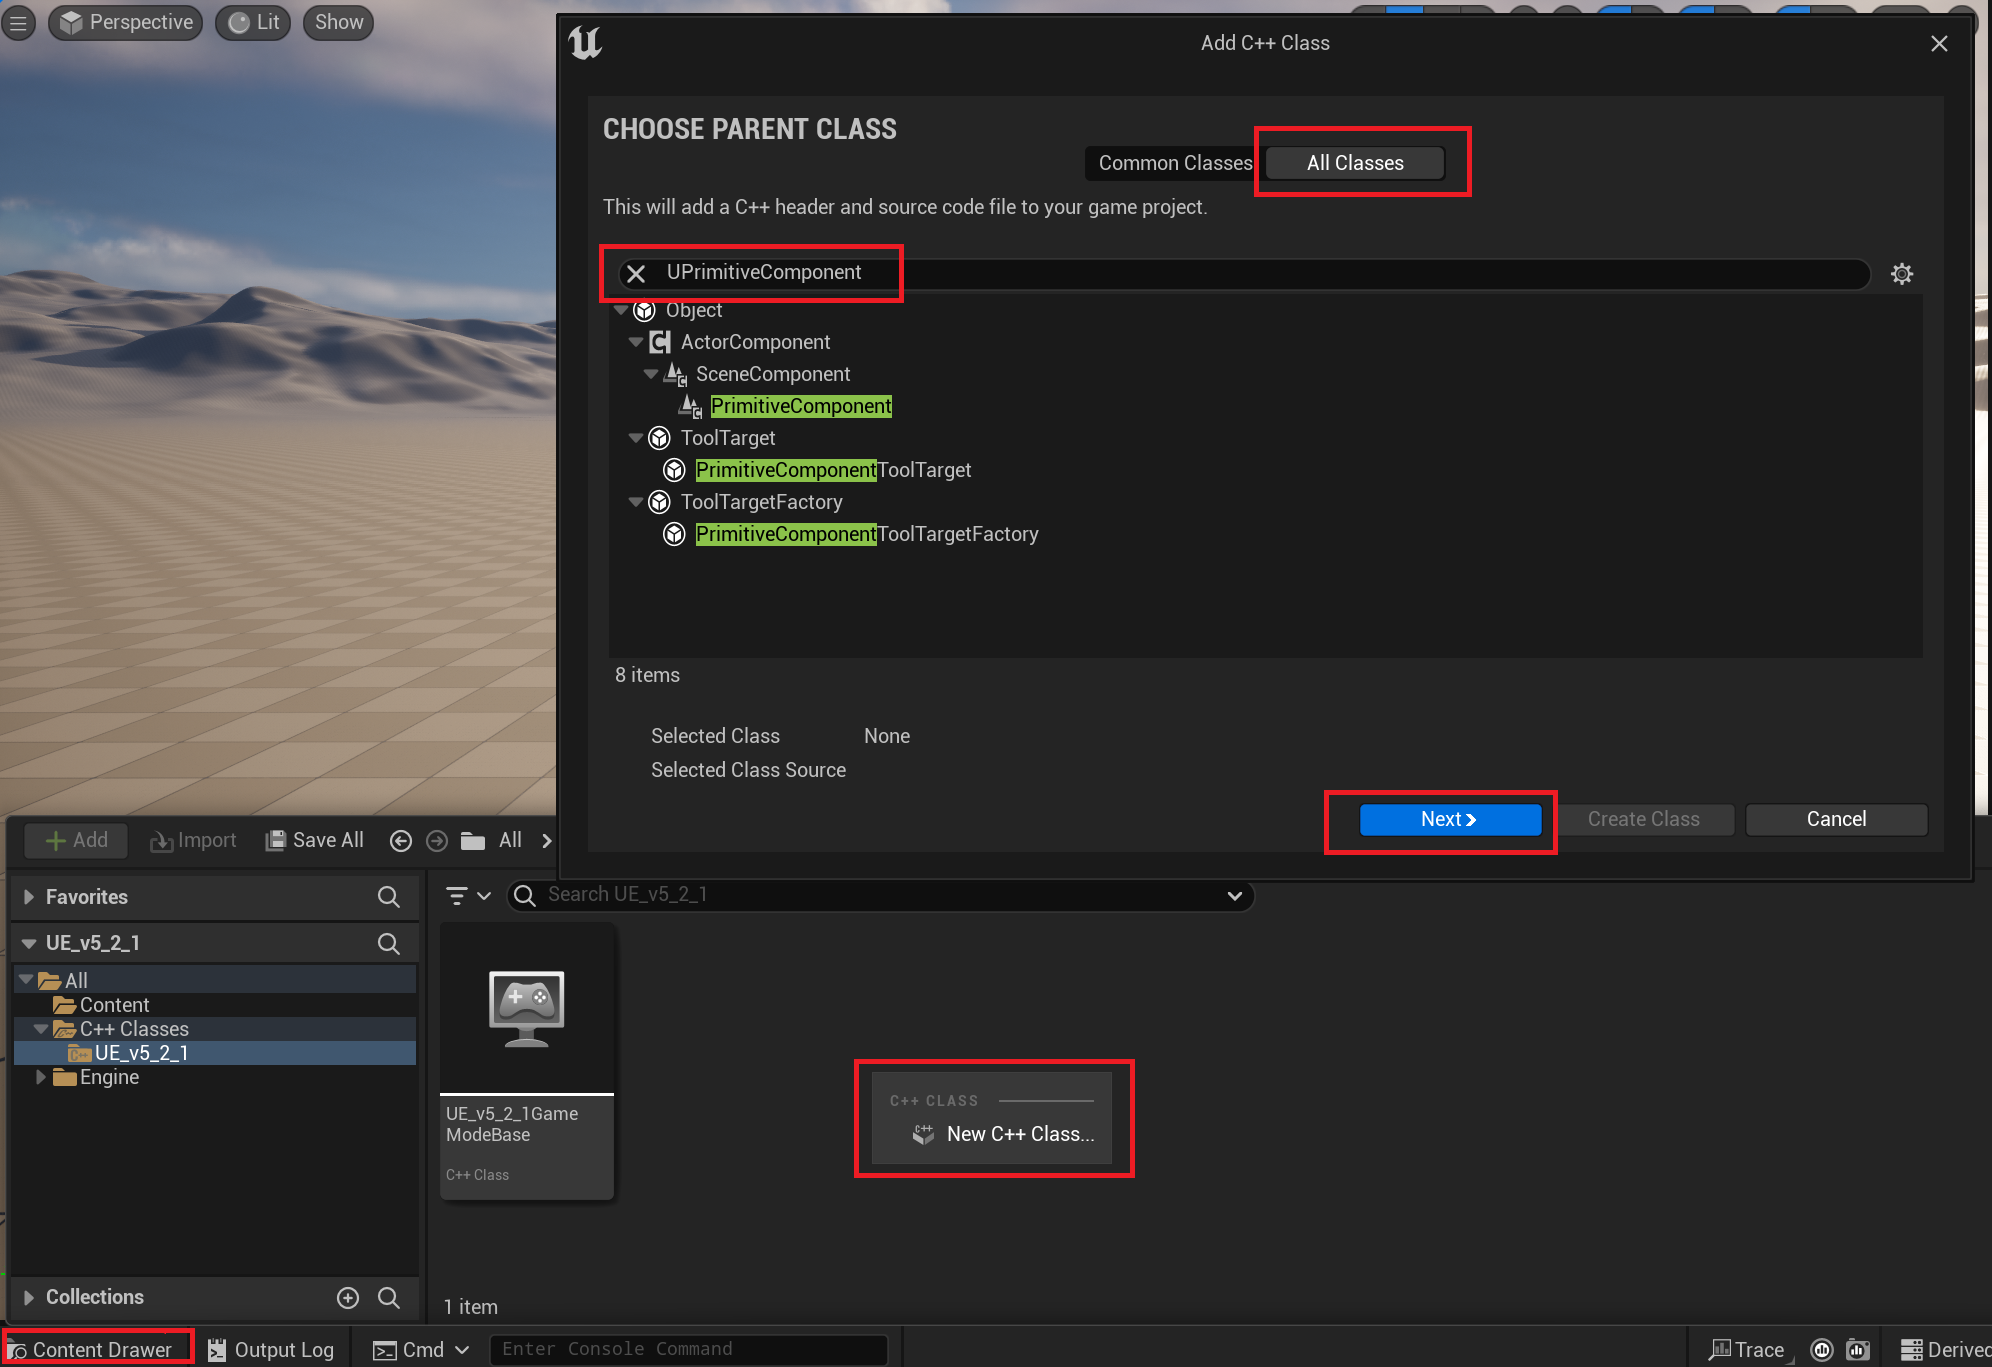 Perspective
Lit
Show
Add C++ Class
CHOOSE PARENT CLASS
Common Classes
All Classes
This will add a C++ header and source code file to your game project.
UPrimitiveComponent
Object
ActorComponent
SceneComponent
PrimitiveComponent
ToolTarget
PrimitiveComponentToolTarget
ToolTargetFactory
PrimitiveComponentToolTargetFactory
8 items
Selected Class None
Selected Class Source
Next
Create Class
Cancel
Add
Import
Save All
All
Favorites
Search UE_v5_2_1
UE_v5_2_1
All
Content
C++ Classes
UE_v5_2_1
Engine
UE_v5_2_1Game
ModeBase
C++ Class
C++ CLASS
New C++ Class...
Collections
1 item
Content Drawer
Output Log
Cmd
Enter Console Command
Trace
Derived